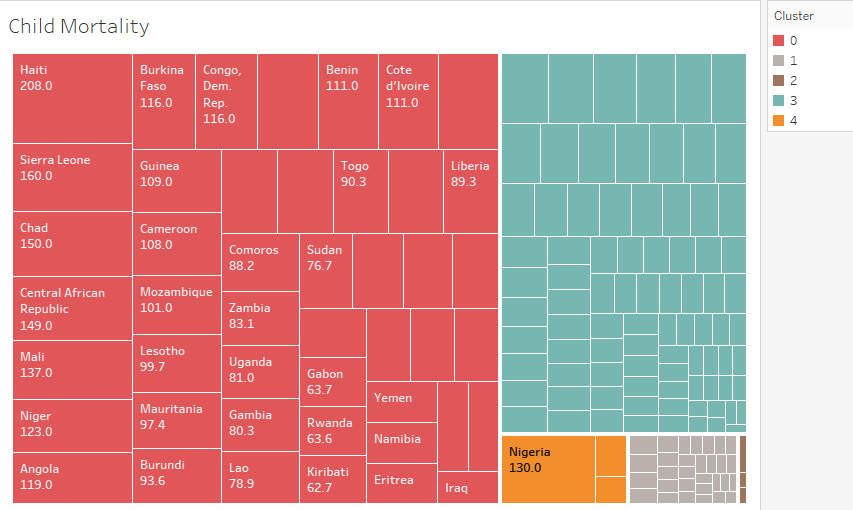 Child Mortality
Haiti
208.0
Sierra Leone
160.0
Chad
150.0
Central African
Republic
149.0
Mali
137.0
Niger
123.0
Angola
119.0
Burkina
Faso
116.0
Congo,
Dem.
Rep.
116.0
Benin
111.0
Cote
d'Ivoire
111.0
Guinea
109.0
Cameroon
108.0
Mozambique
101.0
Lesotho
99.7
Mauritania
97.4
Burundi
93.6
Togo
90.3
Liberia
89.3
Comoros
88.2
Zambia
83.1
Uganda
81.0
Gambia
80.3
Lao
78.9
Sudan
76.7
Gabon
63.7
Rwanda
63.6
Kiribati
62.7
Yemen
Namibia
Eritrea
Iraq
Nigeria
130.0
Cluster
0
1
2
3
4